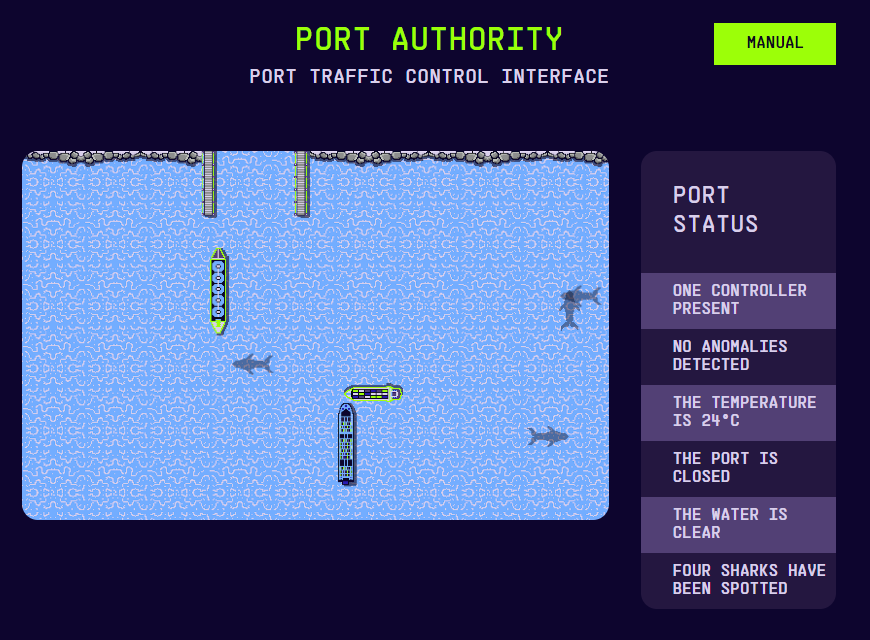 PORT AUTHORITY
MANUAL
PORT TRAFFIC CONTROL INTERFACE
PORT
STATUS
ONE CONTROLLER
PRESENT
NO ANOMALIES
DETECTED
THE TEMPERATURE
IS 24°C
THE PORT IS
CLOSED
THE WATER IS
CLEAR
FOUR SHARKS HAVE
BEEN SPOTTED